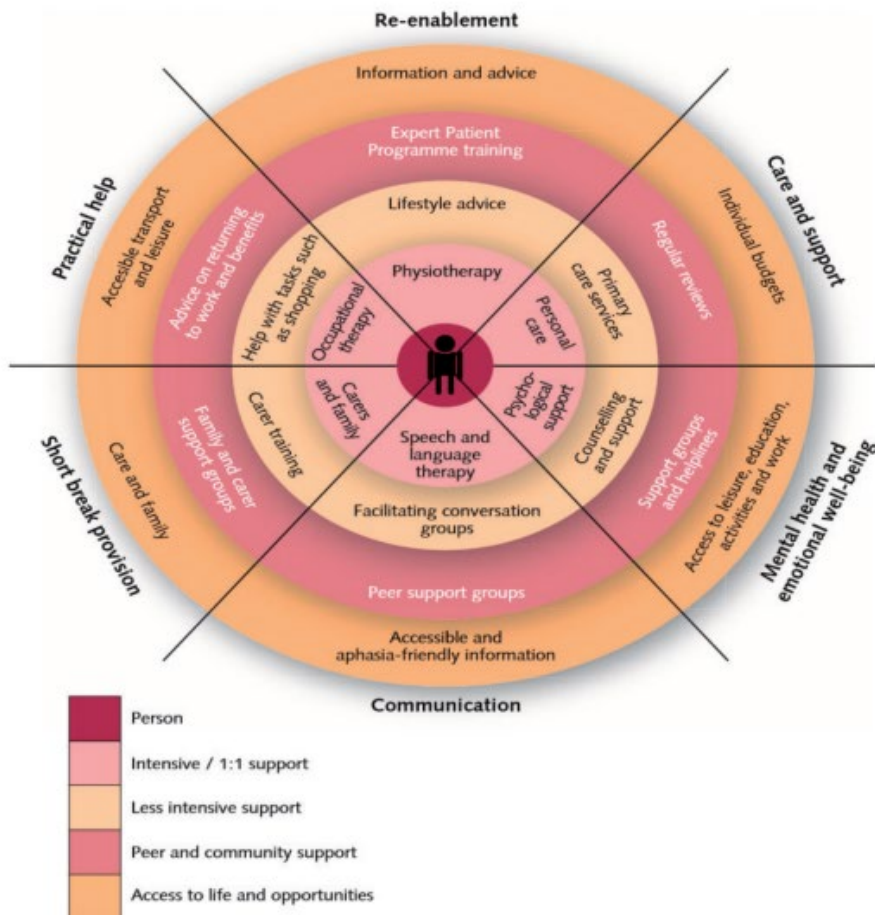 Re-enablement
Information and advice
Expert Patient
Programme training
Lifestyle advice
Physiotherapy
Practical help
Accesible transport
and leisure
Advice on returning
to work and benefits
Help with tasks such
as shopping
Occupational
therapy
Care and support
Individual budgets
Regular reviews
Primary
care services
Personal
care
Short break provision
Care and family
Family and carer
support groups
Carer training
Carers
and family
Mental health and
emotional well-being
Access to leisure, education,
activities and work
Support groups
and helplines
Counselling
and support
Psycho-
logical
support
Speech and
language
therapy
Facilitating conversation
groups
Peer support groups
Accessible and
aphasia-friendly information
Communication
Person
Intensive / 1:1 support
Less intensive support
Peer and community support
Access to life and opportunities